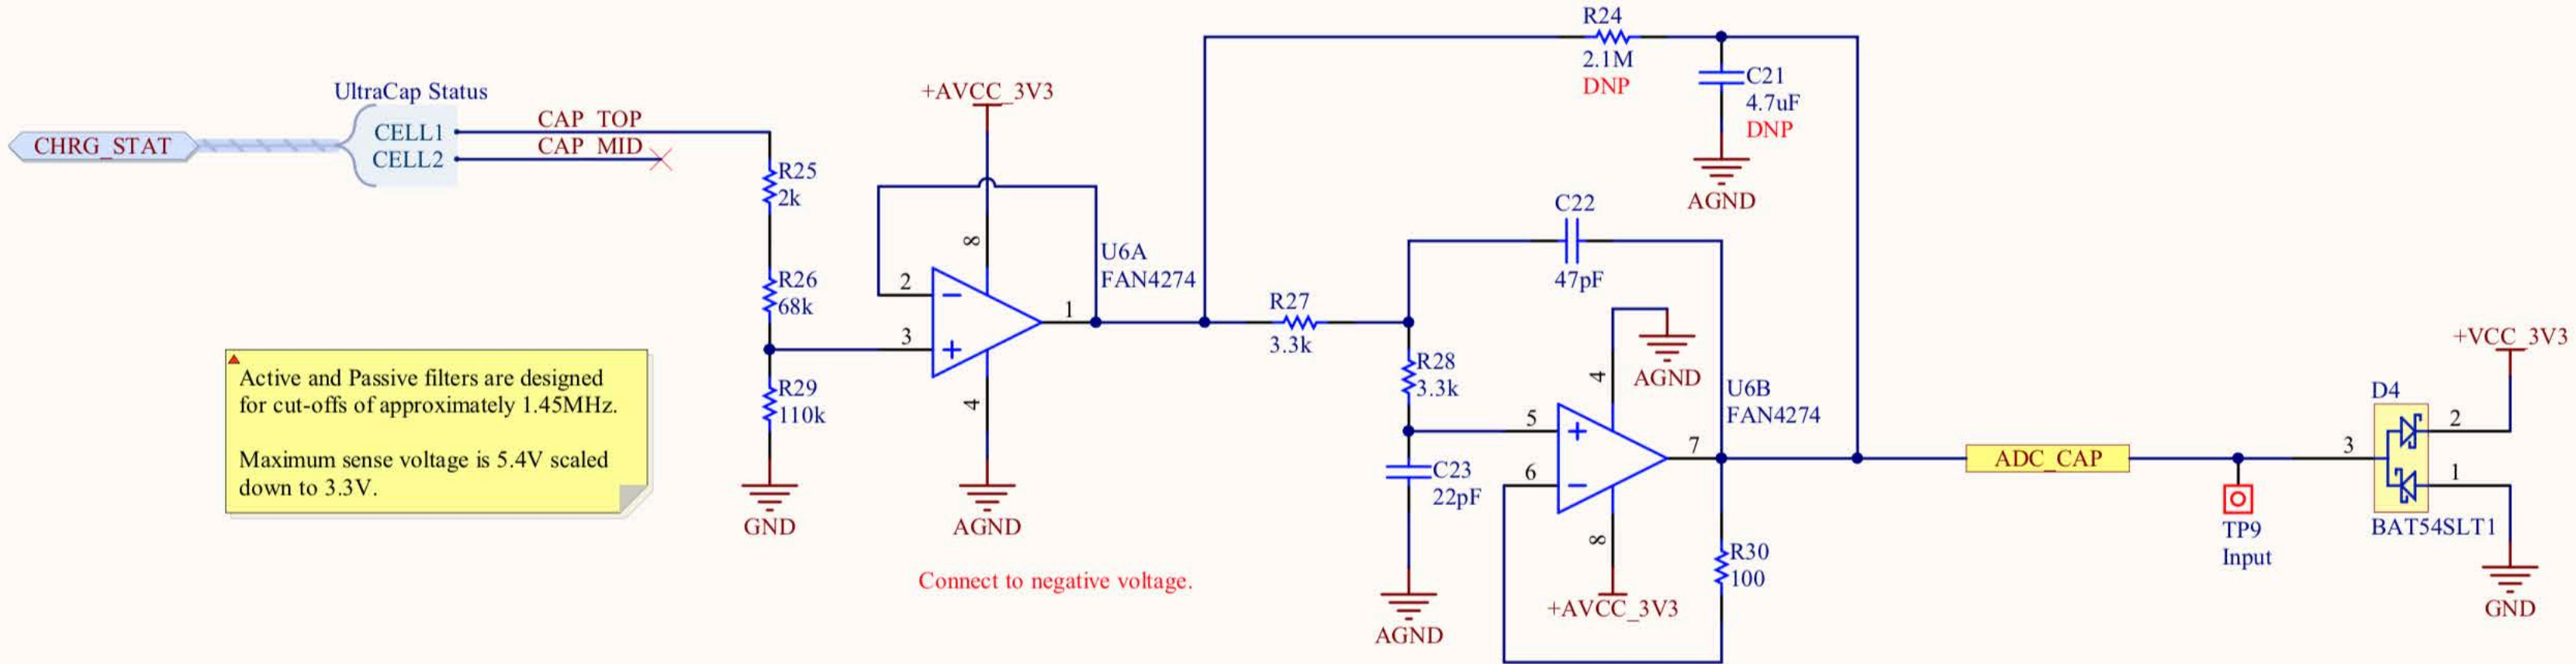 R24
2.1M
DNP
C21
4.7uF
DNP
AGND
UltraCap Status
CHRG_STAT
CELL1
CELL2
CAP_TOP
CAP_MID
R25
2k
R26
68k
R29
110k
GND
+AVCC_3V3
8
2
3
1
4
U6A
FAN4274
AGND
Connect to negative voltage.
Active and Passive filters are designed
for cut-offs of approximately 1.45MHz.
Maximum sense voltage is 5.4V scaled
down to 3.3V.
R27
3.3k
C22
47pF
R28
3.3k
C23
22pF
AGND
4
AGND
U6B
FAN4274
5
6
7
8
+AVCC_3V3
R30
100
ADC_CAP
TP9
Input
+VCC_3V3
D4
3
2
1
BAT54SLT1
GND